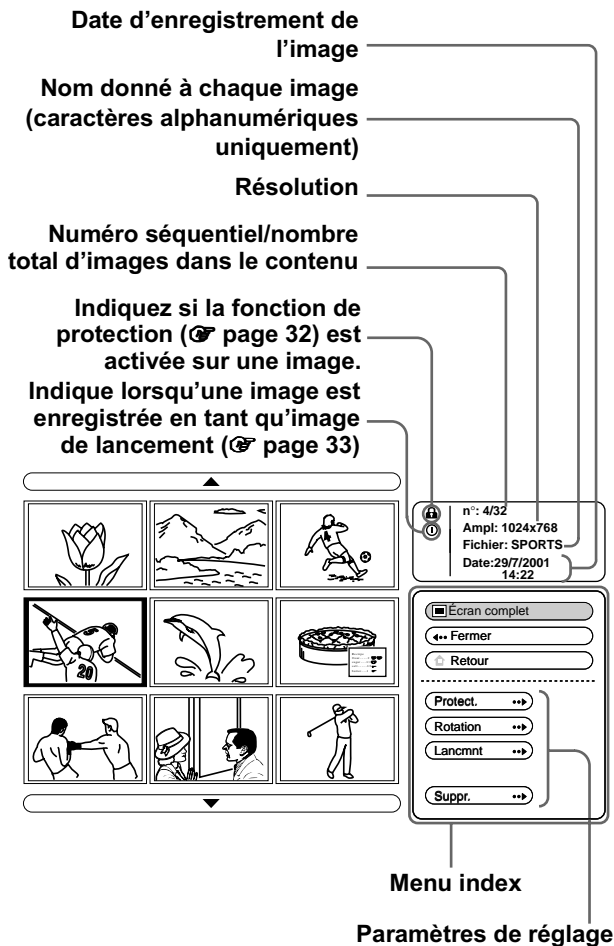 Date d'enregistrement de
l'image
Nom donné à chaque image
(caractères alphanumériques
uniquement)
Résolution
Numéro séquentiel/nombre
total d'images dans le contenu
Indiquez si la fonction de
protection (☞ page 32) est
activée sur une image.
Indique lorsqu'une image est
enregistrée en tant qu'image
de lancement (☞ page 33)
n°: 4/32
Ampl: 1024x768
Fichier: SPORTS
Date:29/7/2001
14:22
4
20
Écran complet
Fermer
Retour
Protect.
Rotation
Lancmnt
Suppr.
Menu index
Paramètres de réglage